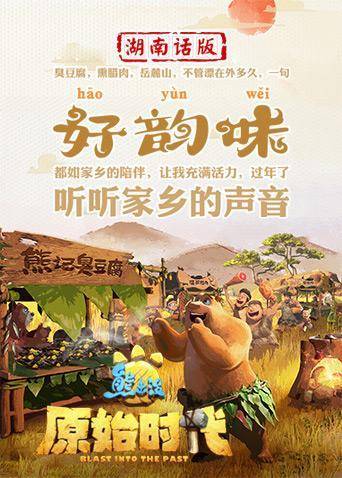 湖南话版
臭豆腐，熏腊肉，岳麓山，不管漂在外多久，一句
hāo yùn wěi
好韵味
都如家乡的陪伴，让我充满活力，过年了
听听家乡的声音
熊记臭豆腐
熊出没
原始时代
BLAST INTO THE PAST